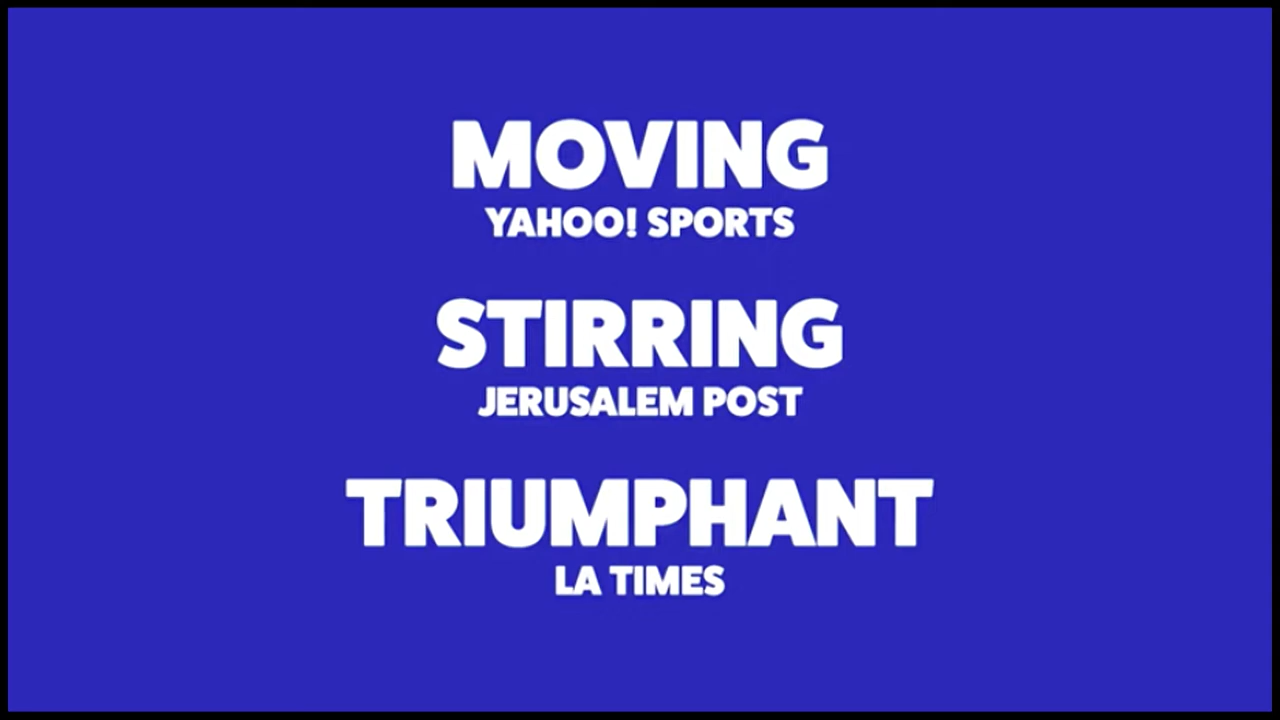 MOVING
YAHOO! SPORTS
STIRRING
JERUSALEM POST
TRIUMPHANT
LA TIMES